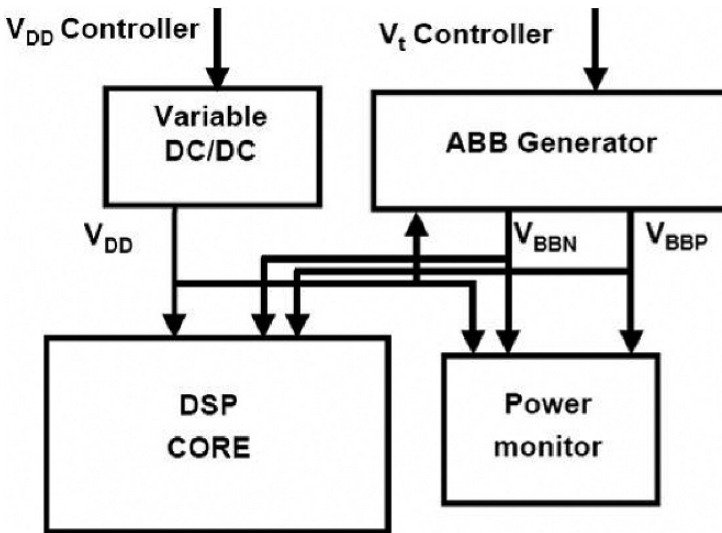 V_DD Controller
V_t Controller
Variable
DC/DC
ABB Generator
V_DD
V_BBN
V_BBP
DSP
CORE
Power
monitor